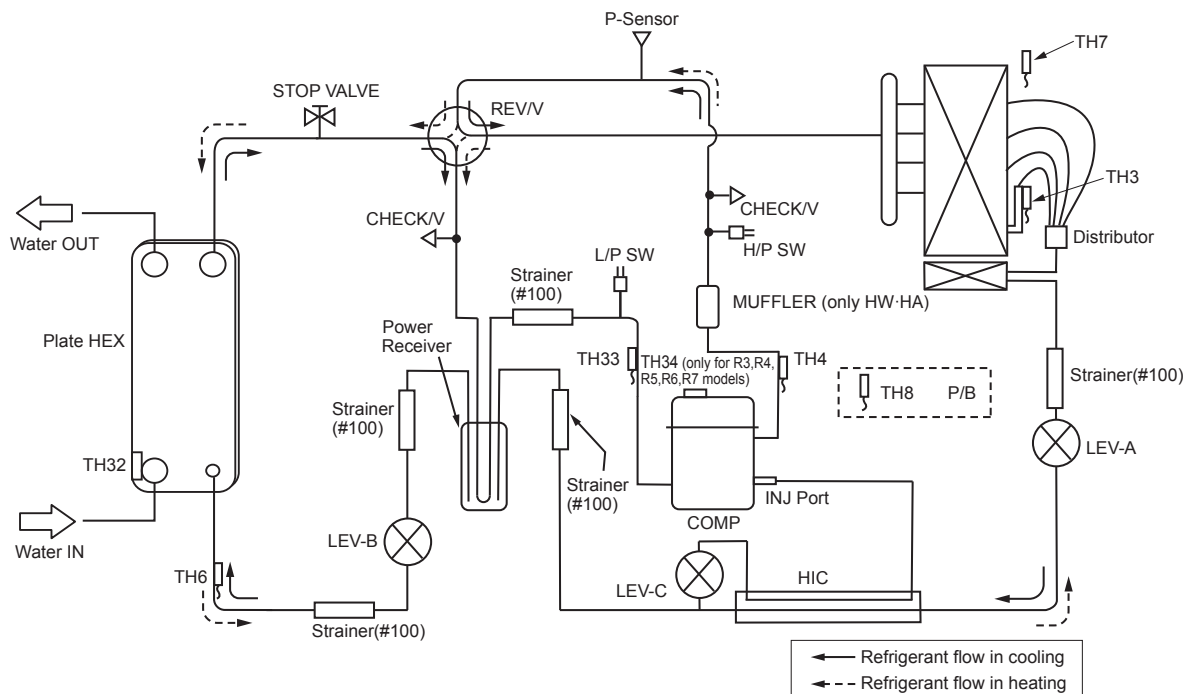 P-Sensor
TH7
STOP VALVE
REV/V
TH3
Water OUT
CHECK/V
CHECK/V
Distributor
L/P SW
H/P SW
Strainer
(#100)
MUFFLER (only HW·HA)
Plate HEX
Power
Receiver
TH33
TH34 (only for R3,R4,
R5,R6,R7 models)
TH4
Strainer(#100)
Strainer
(#100)
TH8
P/B
TH32
LEV-A
Strainer
(#100)
INJ Port
COMP
Water IN
LEV-B
TH6
LEV-C
HIC
Strainer(#100)
Refrigerant flow in cooling
Refrigerant flow in heating